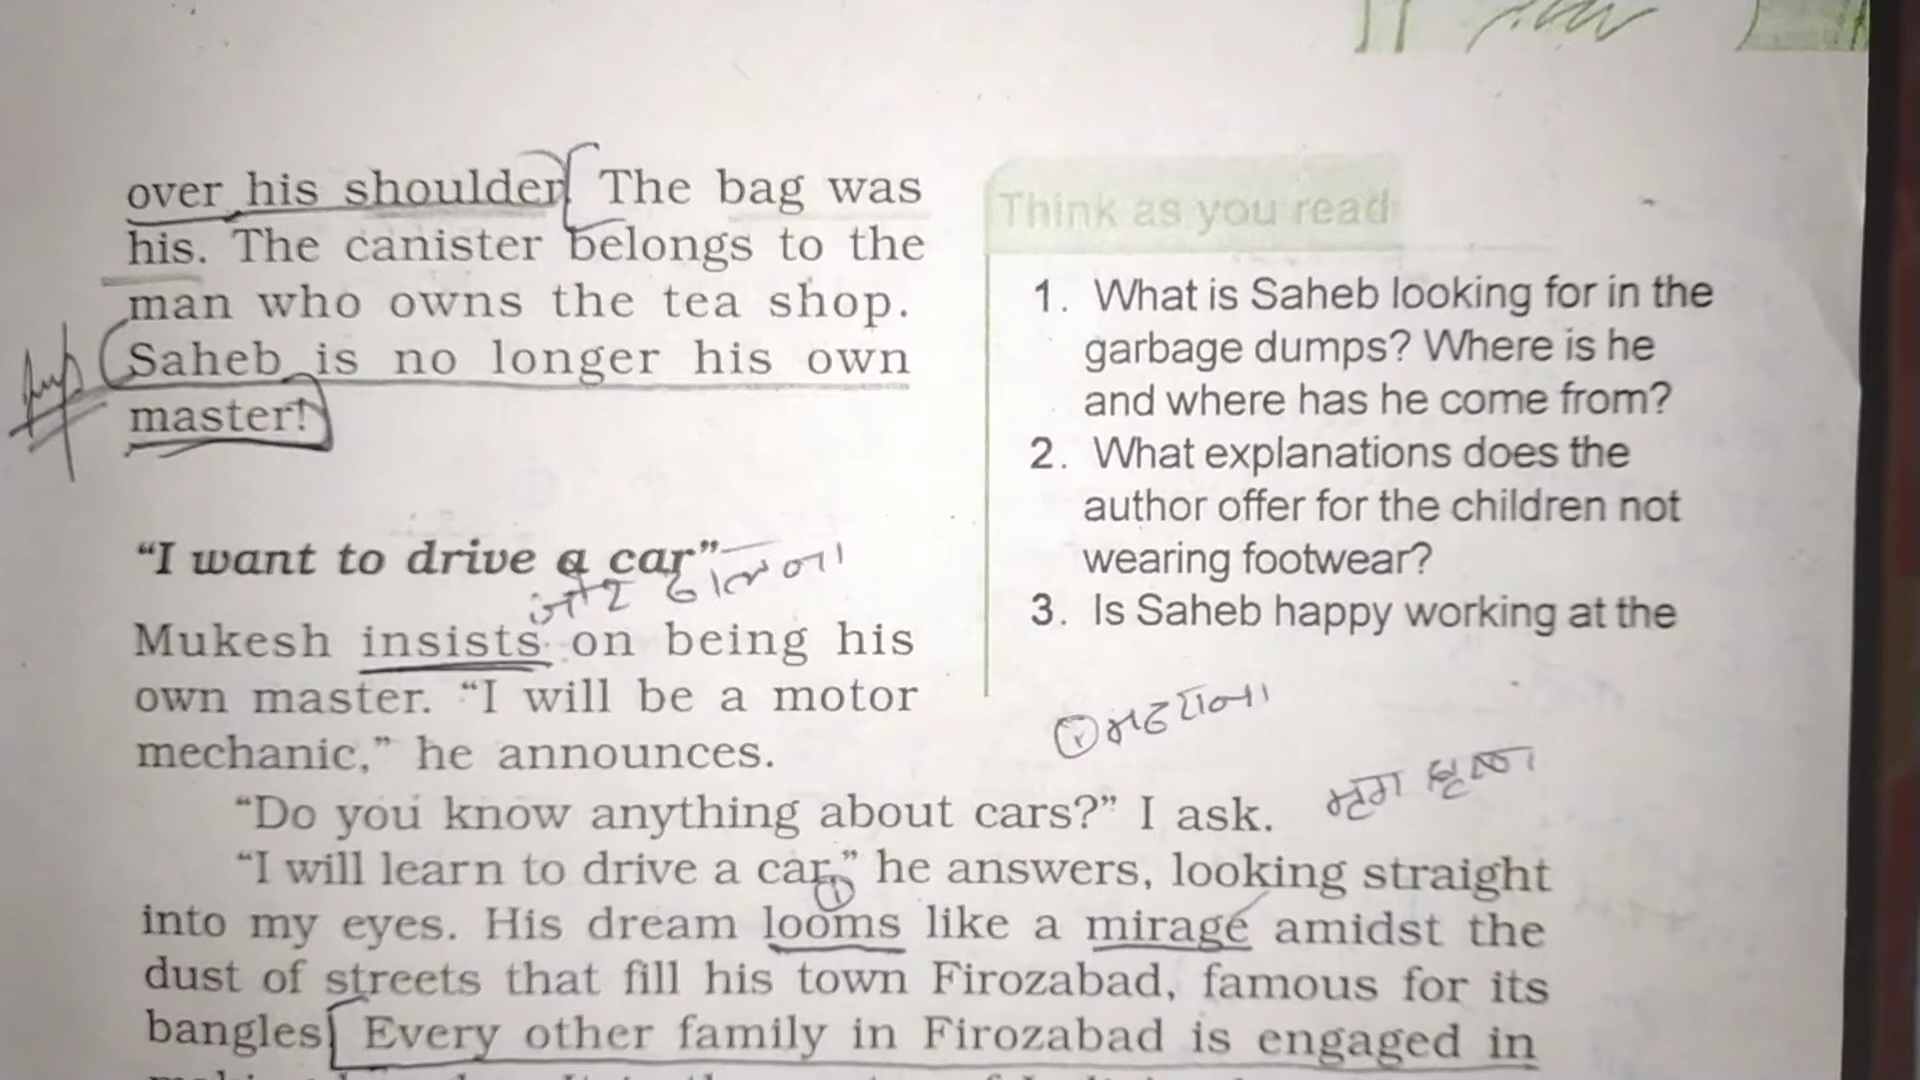 over his shoulder. The bag was
his. The canister belongs to the
man who owns the tea shop.
Saheb is no longer his own
master!
Think as you read
1. What is Saheb looking for in the
garbage dumps? Where is he
and where has he come from?
2. What explanations does the
author offer for the children not
wearing footwear?
3. Is Saheb happy working at the
“I want to drive a car”
Mukesh insists on being his
own master. “I will be a motor
mechanic,” he announces.
“Do you know anything about cars?” I ask.
“I will learn to drive a car,” he answers, looking straight
into my eyes. His dream looms like a mirage amidst the
dust of streets that fill his town Firozabad, famous for its
bangles. Every other family in Firozabad is engaged in